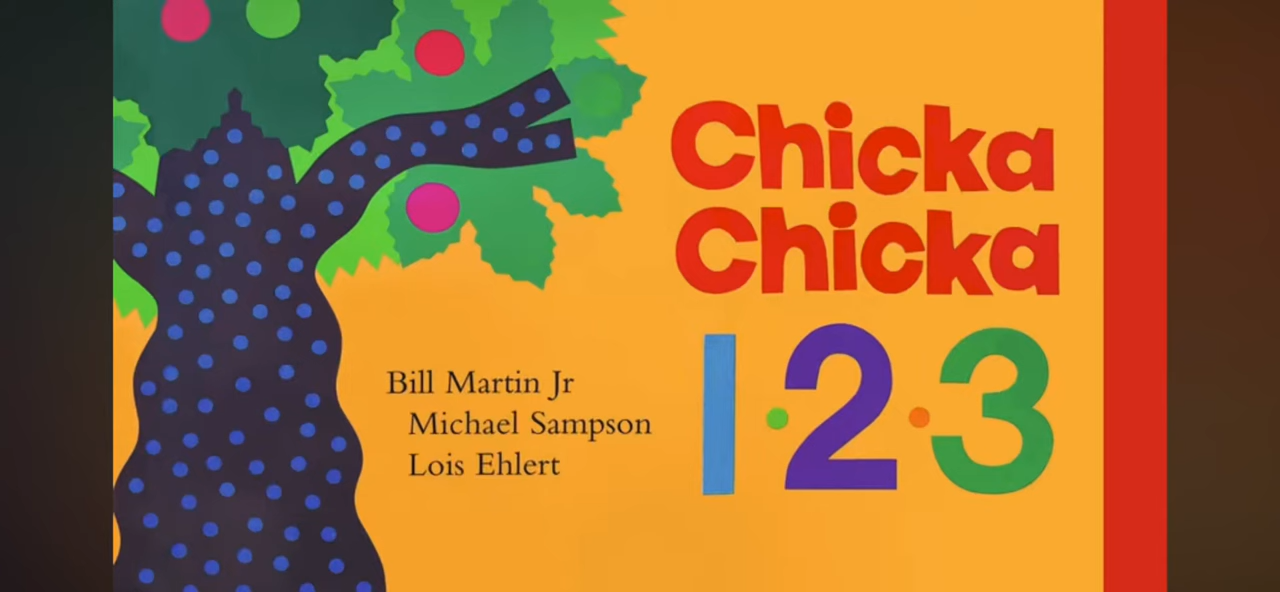 Chicka
Chicka
1•2•3
Bill Martin Jr
Michael Sampson
Lois Ehlert